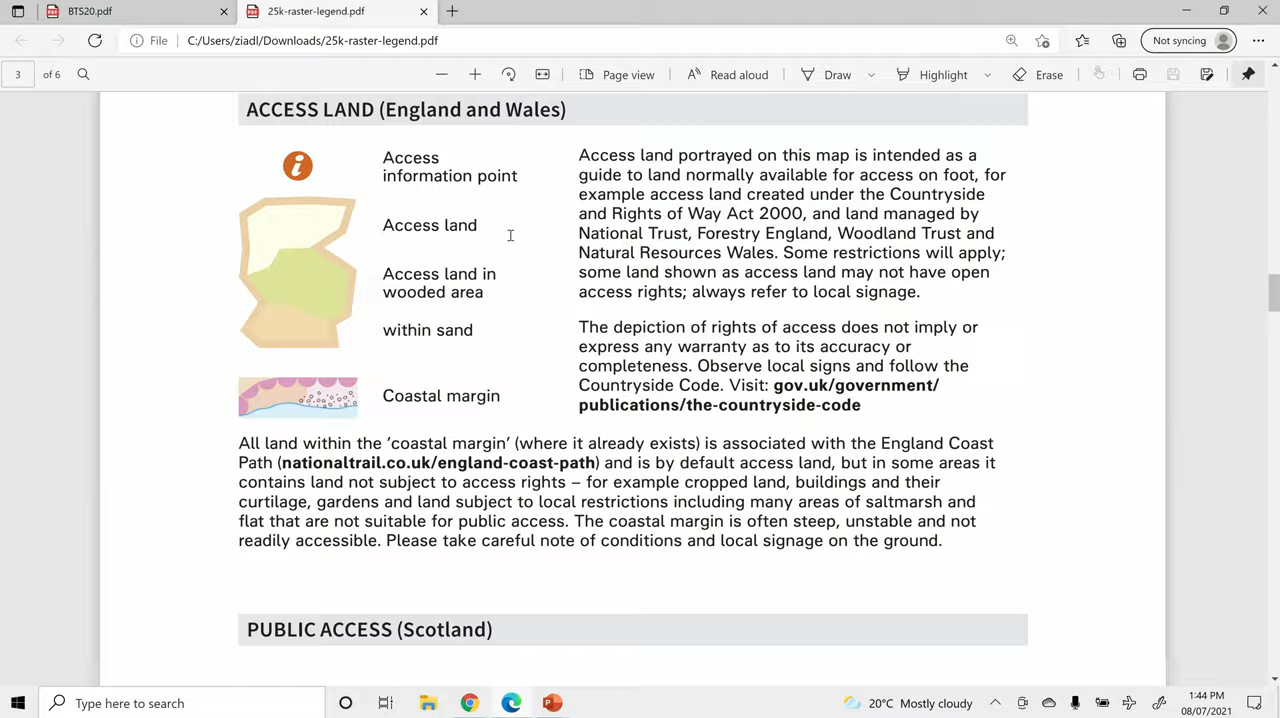 BTS20.pdf
25k-raster-legend.pdf
File
C:/Users/ziadl/Downloads/25k-raster-legend.pdf
Not syncing
3 of 6
Page view
Read aloud
Draw
Highlight
Erase
ACCESS LAND (England and Wales)
i
Access
information point
Access land
Access land in
wooded area
within sand
Coastal margin
Access land portrayed on this map is intended as a
guide to land normally available for access on foot, for
example access land created under the Countryside
and Rights of Way Act 2000, and land managed by
National Trust, Forestry England, Woodland Trust and
Natural Resources Wales. Some restrictions will apply;
some land shown as access land may not have open
access rights; always refer to local signage.
The depiction of rights of access does not imply or
express any warranty as to its accuracy or
completeness. Observe local signs and follow the
Countryside Code. Visit: gov.uk/government/
publications/the-countryside-code
All land within the ‘coastal margin’ (where it already exists) is associated with the England Coast
Path (nationaltrail.co.uk/england-coast-path) and is by default access land, but in some areas it
contains land not subject to access rights – for example cropped land, buildings and their
curtilage, gardens and land subject to local restrictions including many areas of saltmarsh and
flat that are not suitable for public access. The coastal margin is often steep, unstable and not
readily accessible. Please take careful note of conditions and local signage on the ground.
PUBLIC ACCESS (Scotland)
Type here to search
20°C Mostly cloudy
1:44 PM
08/07/2021